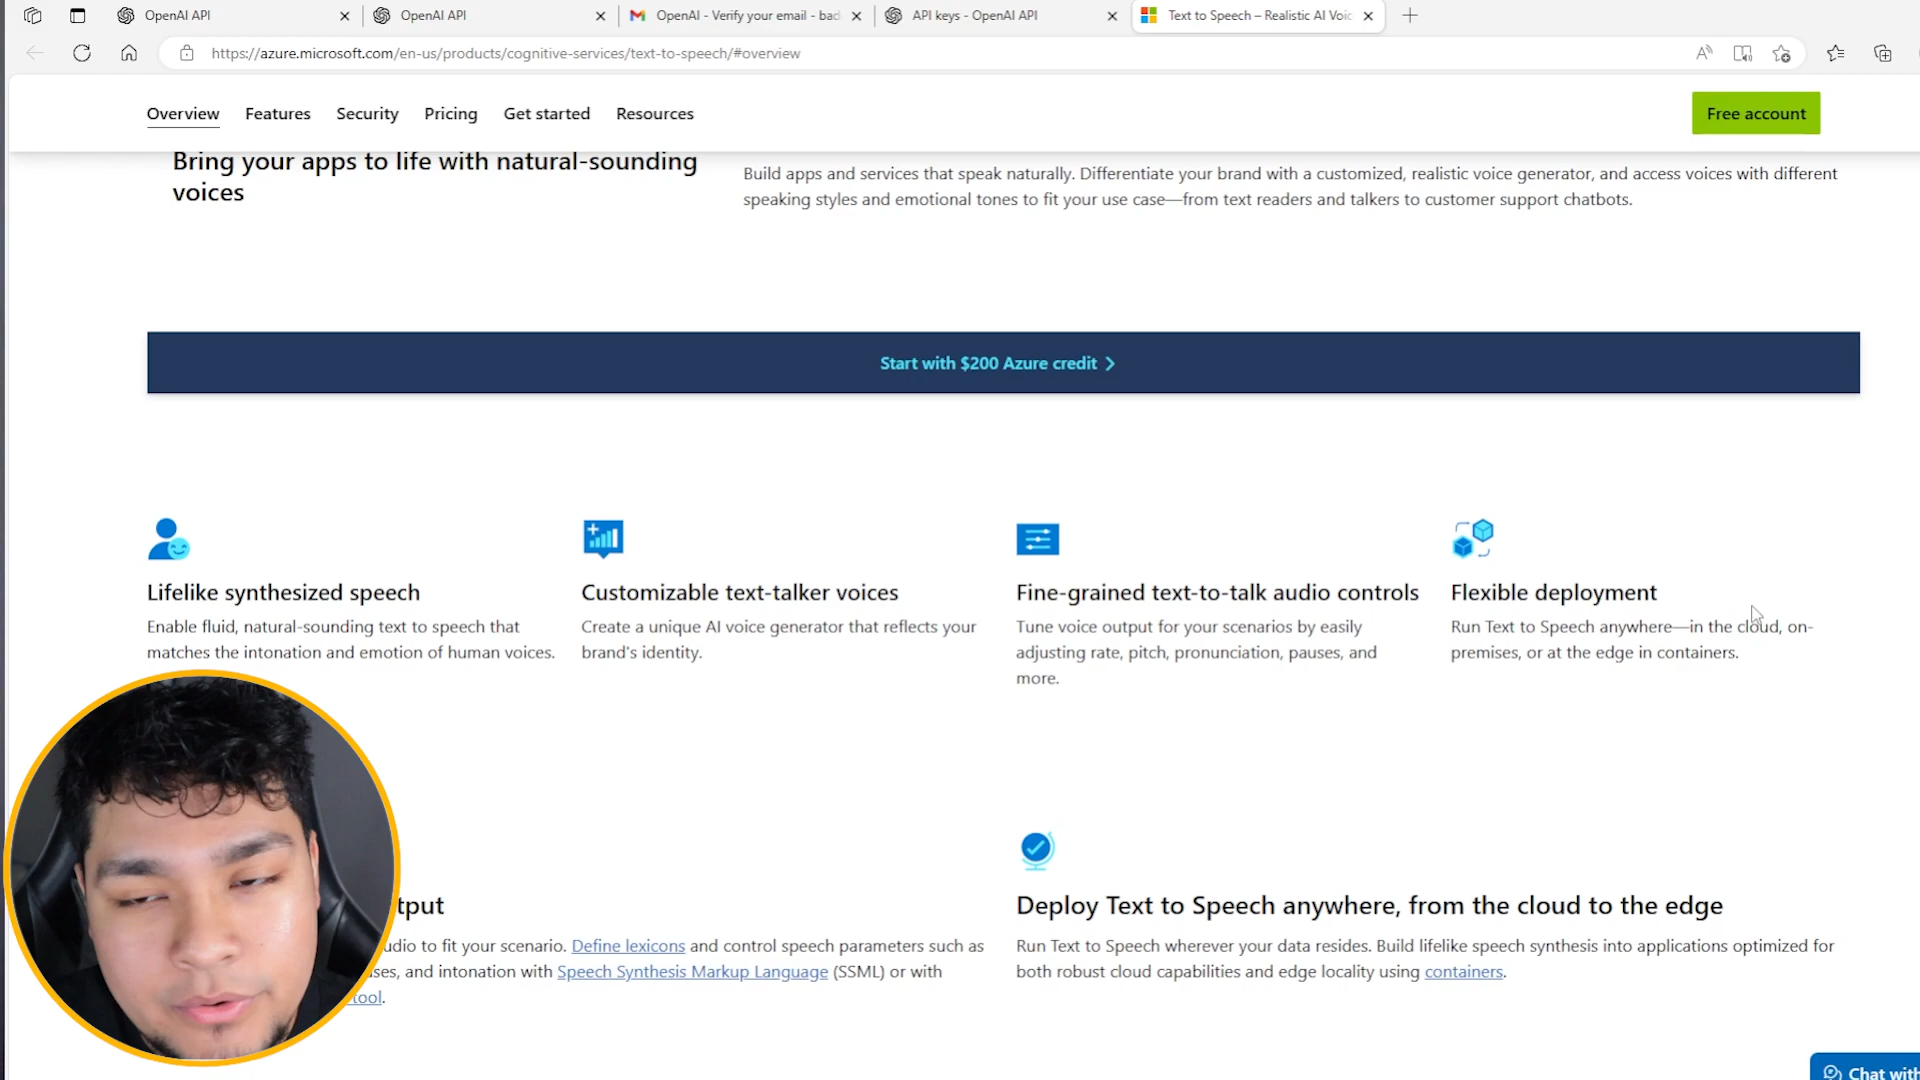 OpenAI API
OpenAI API
OpenAI - Verify your email - bad
API keys - OpenAI API
Text to Speech – Realistic AI Voic
https://azure.microsoft.com/en-us/products/cognitive-services/text-to-speech/#overview
Overview Features Security Pricing Get started Resources
Free account
Bring your apps to life with natural-sounding
voices
Build apps and services that speak naturally. Differentiate your brand with a customized, realistic voice generator, and access voices with different
speaking styles and emotional tones to fit your use case—from text readers and talkers to customer support chatbots.
Start with $200 Azure credit
Lifelike synthesized speech
Enable fluid, natural-sounding text to speech that
matches the intonation and emotion of human voices.
Customizable text-talker voices
Create a unique AI voice generator that reflects your
brand's identity.
Fine-grained text-to-talk audio controls
Tune voice output for your scenarios by easily
adjusting rate, pitch, pronunciation, pauses, and
more.
Flexible deployment
Run Text to Speech anywhere—in the cloud, on-
premises, or at the edge in containers.
tput
udio to fit your scenario. Define lexicons and control speech parameters such as
ses, and intonation with Speech Synthesis Markup Language (SSML) or with
tool.
Deploy Text to Speech anywhere, from the cloud to the edge
Run Text to Speech wherever your data resides. Build lifelike speech synthesis into applications optimized for
both robust cloud capabilities and edge locality using containers.
Chat with